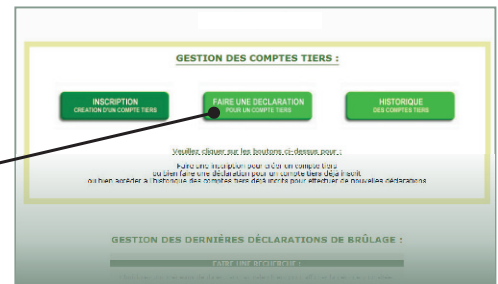 GESTION DES COMPTES TIERS :
INSCRIPTION
CREATION D'UN COMPTE TIERS
FAIRE UNE DECLARATION
POUR UN COMPTE TIERS
HISTORIQUE
DES COMPTES TIERS
Veuillez cliquer sur les boutons ci-dessus pour :
Faire une inscription pour créer un compte tiers
ou bien faire une déclaration pour un compte tiers déjà inscrit
ou bien accéder à l'historique des comptes tiers déjà incrits pour effectuer de nouvelles déclarations
GESTION DES DERNIÈRES DÉCLARATIONS DE BRÛLAGE :